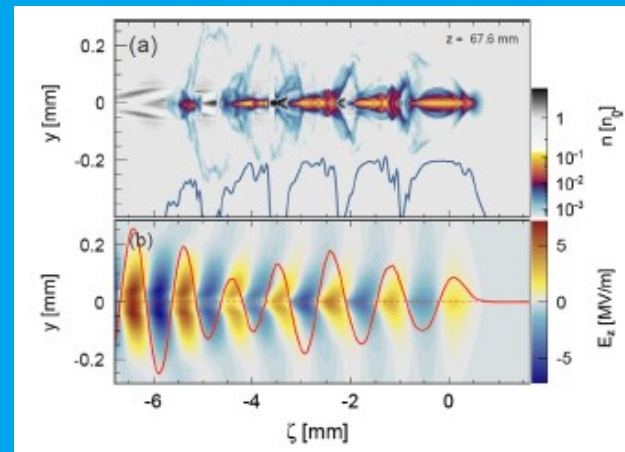 (a)
z = 67.6 mm
0.2
0
-0.2
y [mm]
1
10⁻¹
10⁻²
10⁻³
n [n₀]
(b)
0.2
0
-0.2
y [mm]
5
0
-5
E_z [MV/m]
-6 -4 -2 0
ζ [mm]